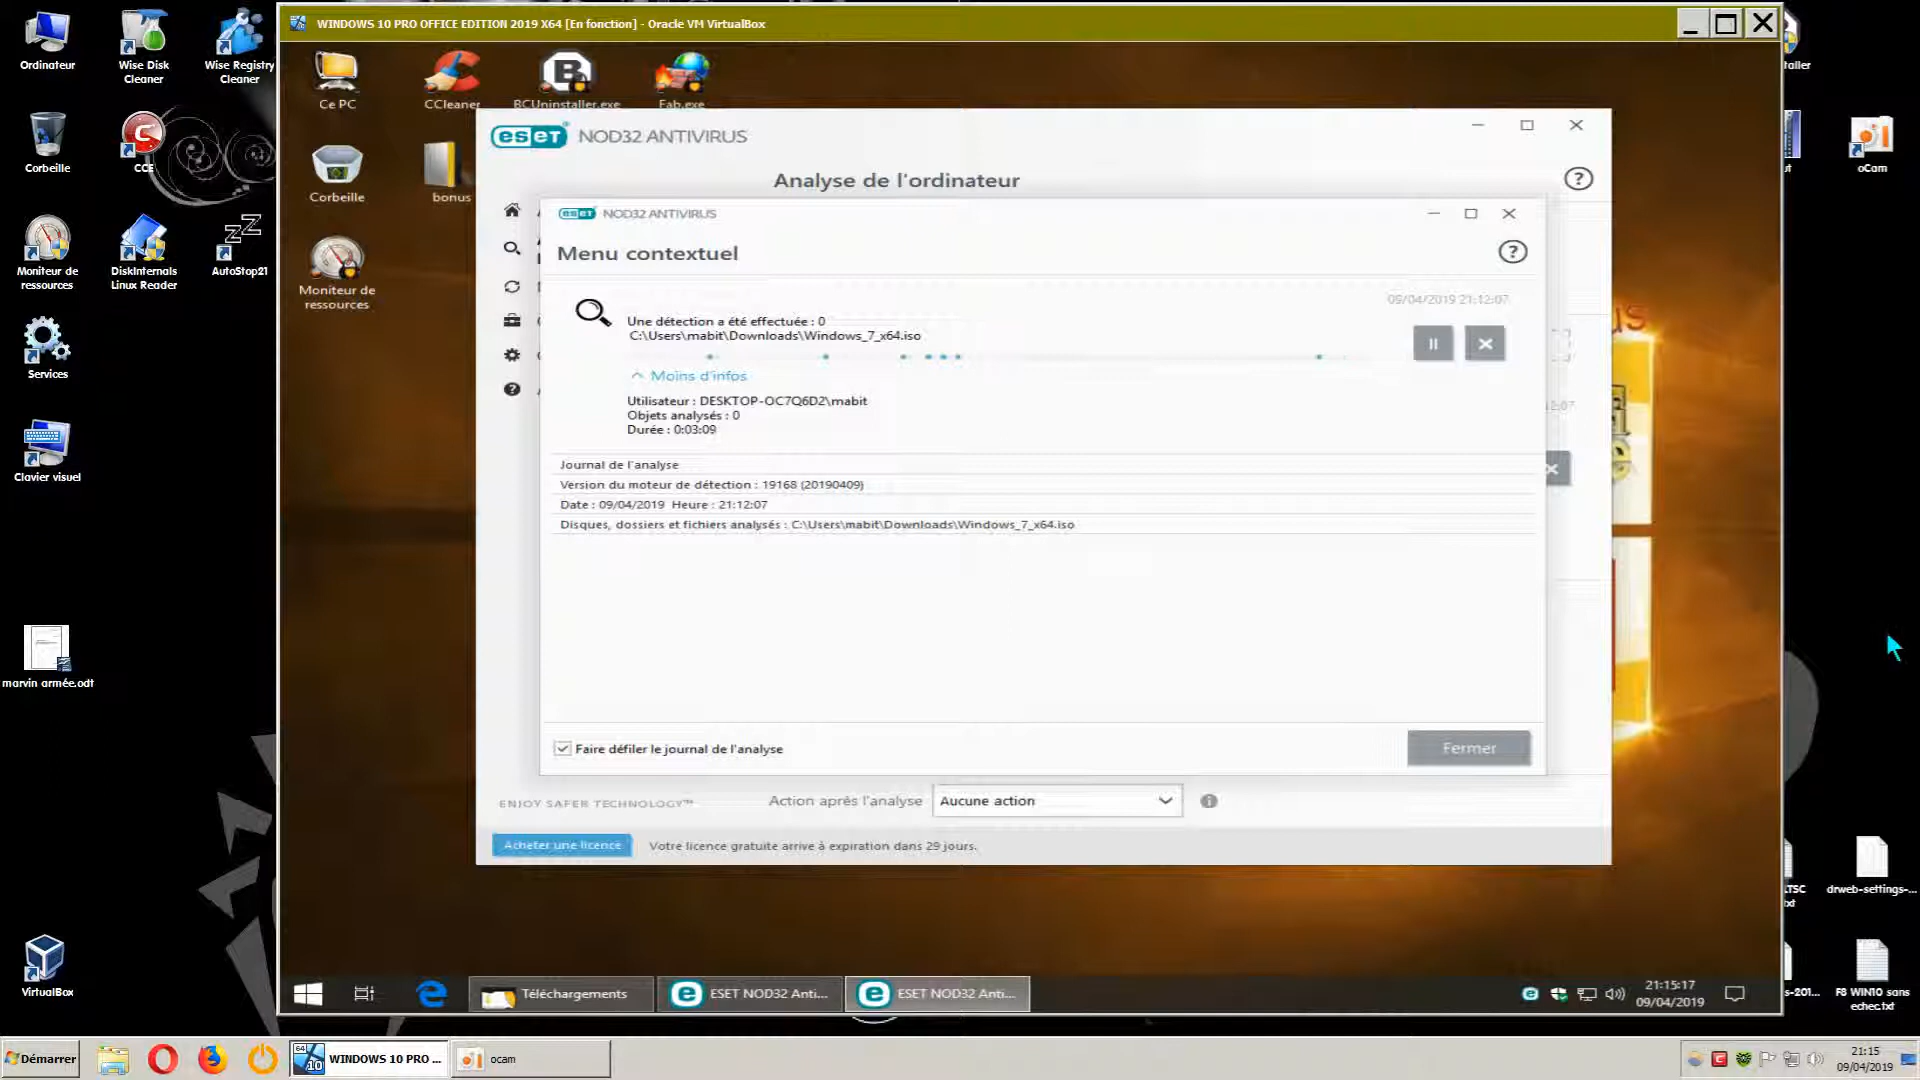 WINDOWS 10 PRO OFFICE EDITION 2019 X64 [En fonction] - Oracle VM VirtualBox
Ordinateur
Wise Disk
Cleaner
Wise Registry
Cleaner
Corbeille
CCE
Moniteur de
ressources
DiskInternals
Linux Reader
AutoStop21
Services
Clavier visuel
marvin armée.odt
VirtualBox
Ce PC
CCleaner
BCUninstaller.exe
Fab.exe
Corbeille
bonus
Moniteur de
ressources
eseT NOD32 ANTIVIRUS
Analyse de l'ordinateur
eseT NOD32 ANTIVIRUS
Menu contextuel
09/04/2019 21:12:07
Une détection a été effectuée : 0
C:\Users\mabit\Downloads\Windows_7_x64.iso
Moins d'infos
Utilisateur : DESKTOP-OC7Q6D2\mabit
Objets analysés : 0
Durée : 0:03:09
Journal de l'analyse
Version du moteur de détection : 19168 (20190409)
Date : 09/04/2019 Heure : 21:12:07
Disques, dossiers et fichiers analysés : C:\Users\mabit\Downloads\Windows_7_x64.iso
Faire défiler le journal de l'analyse
Fermer
ENJOY SAFER TECHNOLOGY™
Action après l'analyse
Aucune action
Acheter une licence
Votre licence gratuite arrive à expiration dans 29 jours.
oCam
drweb-settings-...
F8 WIN10 sans
echec.txt
Téléchargements
ESET NOD32 Anti...
ESET NOD32 Anti...
21:15:17
09/04/2019
Démarrer
WINDOWS 10 PRO ...
ocam
21:15
09/04/2019